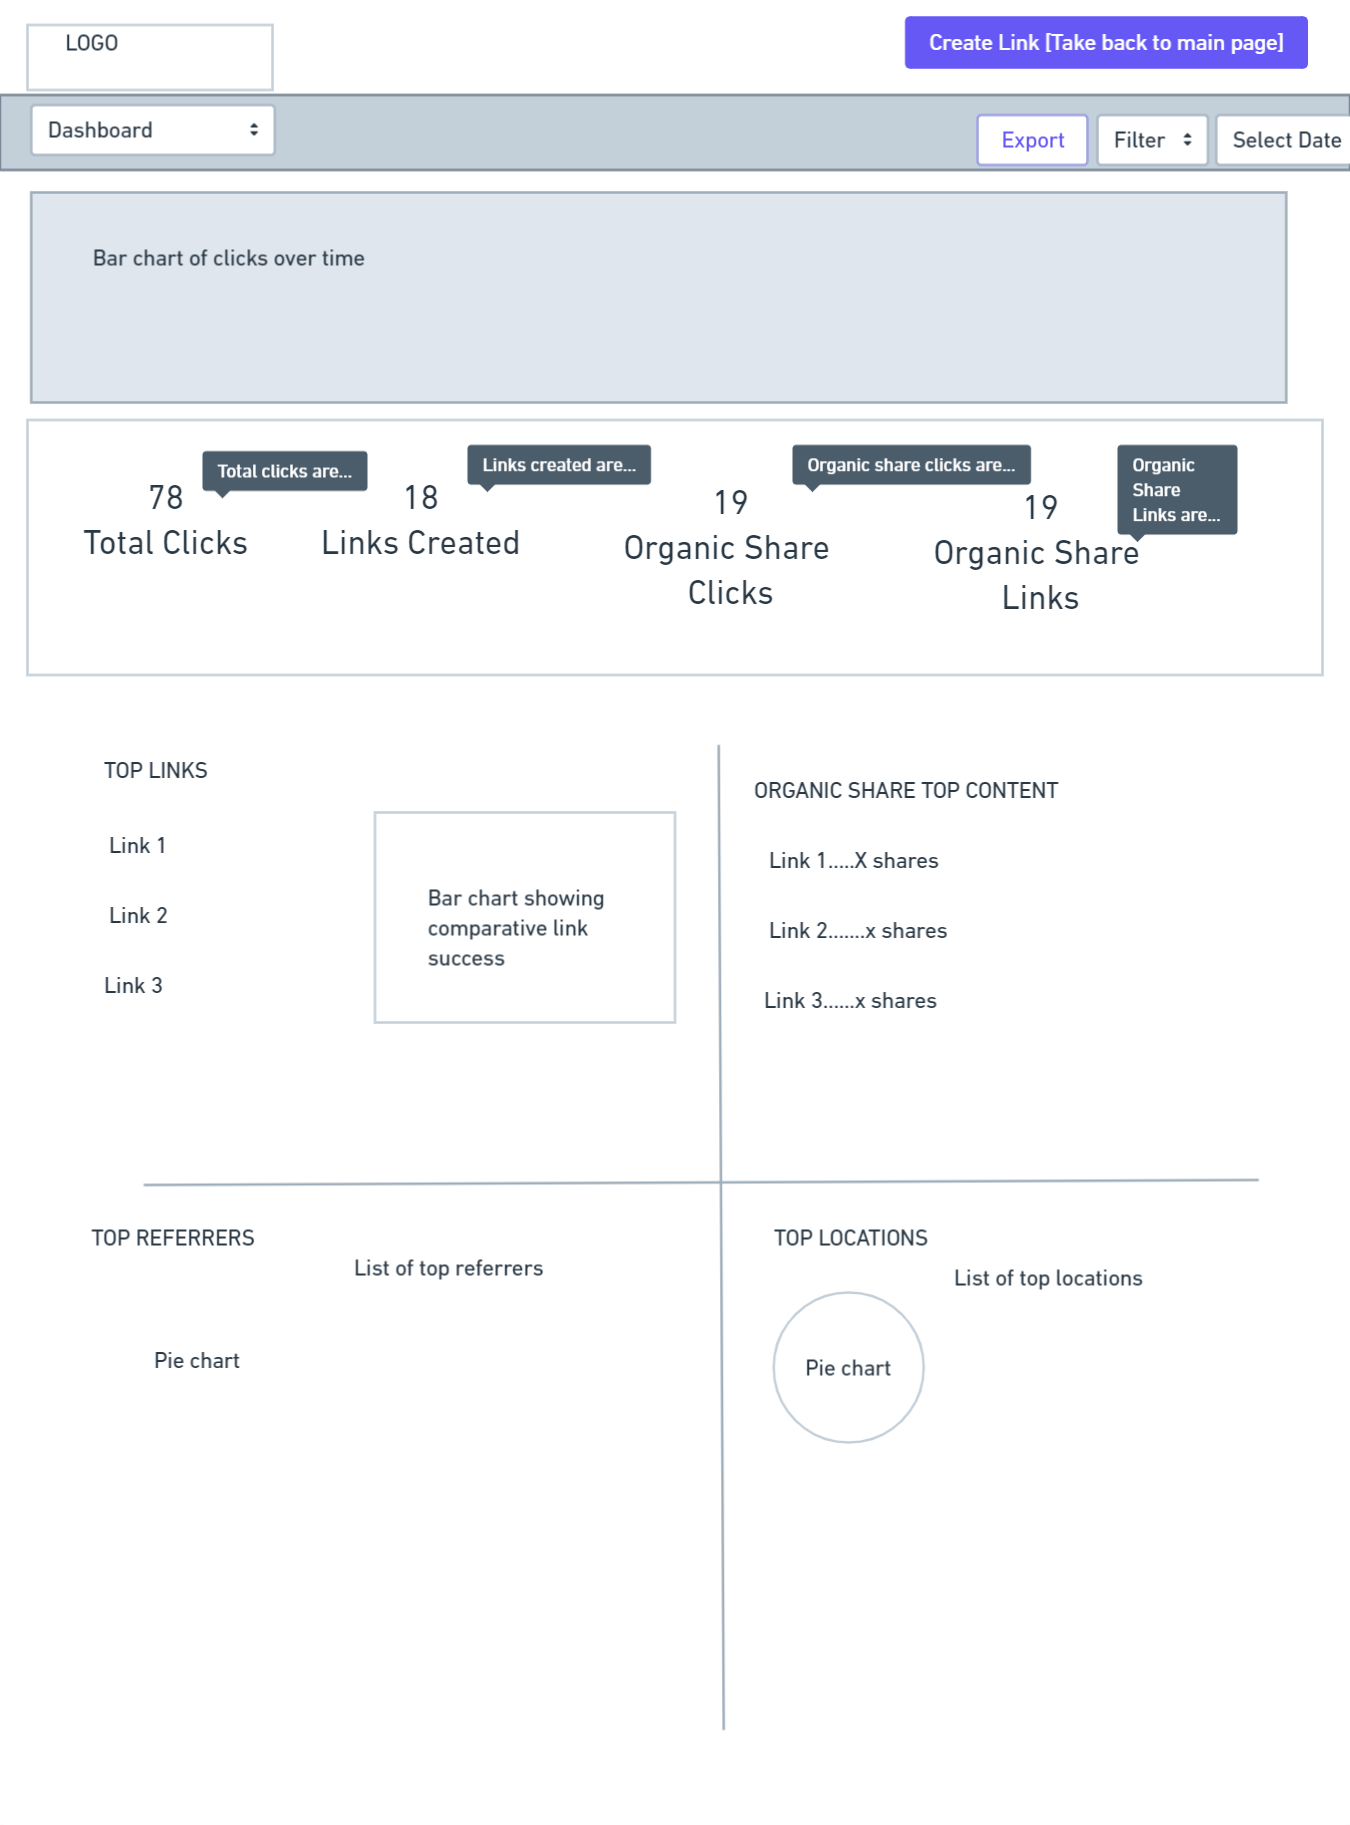 LOGO
Create Link [Take back to main page]
Dashboard
Export
Filter
Select Date
Bar chart of clicks over time
Total clicks are...
78
Total Clicks
Links created are...
18
Links Created
Organic share clicks are...
19
Organic Share
Clicks
Organic
Share
Links are...
19
Organic Share
Links
TOP LINKS
Link 1
Link 2
Link 3
Bar chart showing
comparative link
success
ORGANIC SHARE TOP CONTENT
Link 1.....X shares
Link 2.......x shares
Link 3......x shares
TOP REFERRERS
List of top referrers
Pie chart
TOP LOCATIONS
List of top locations
Pie chart